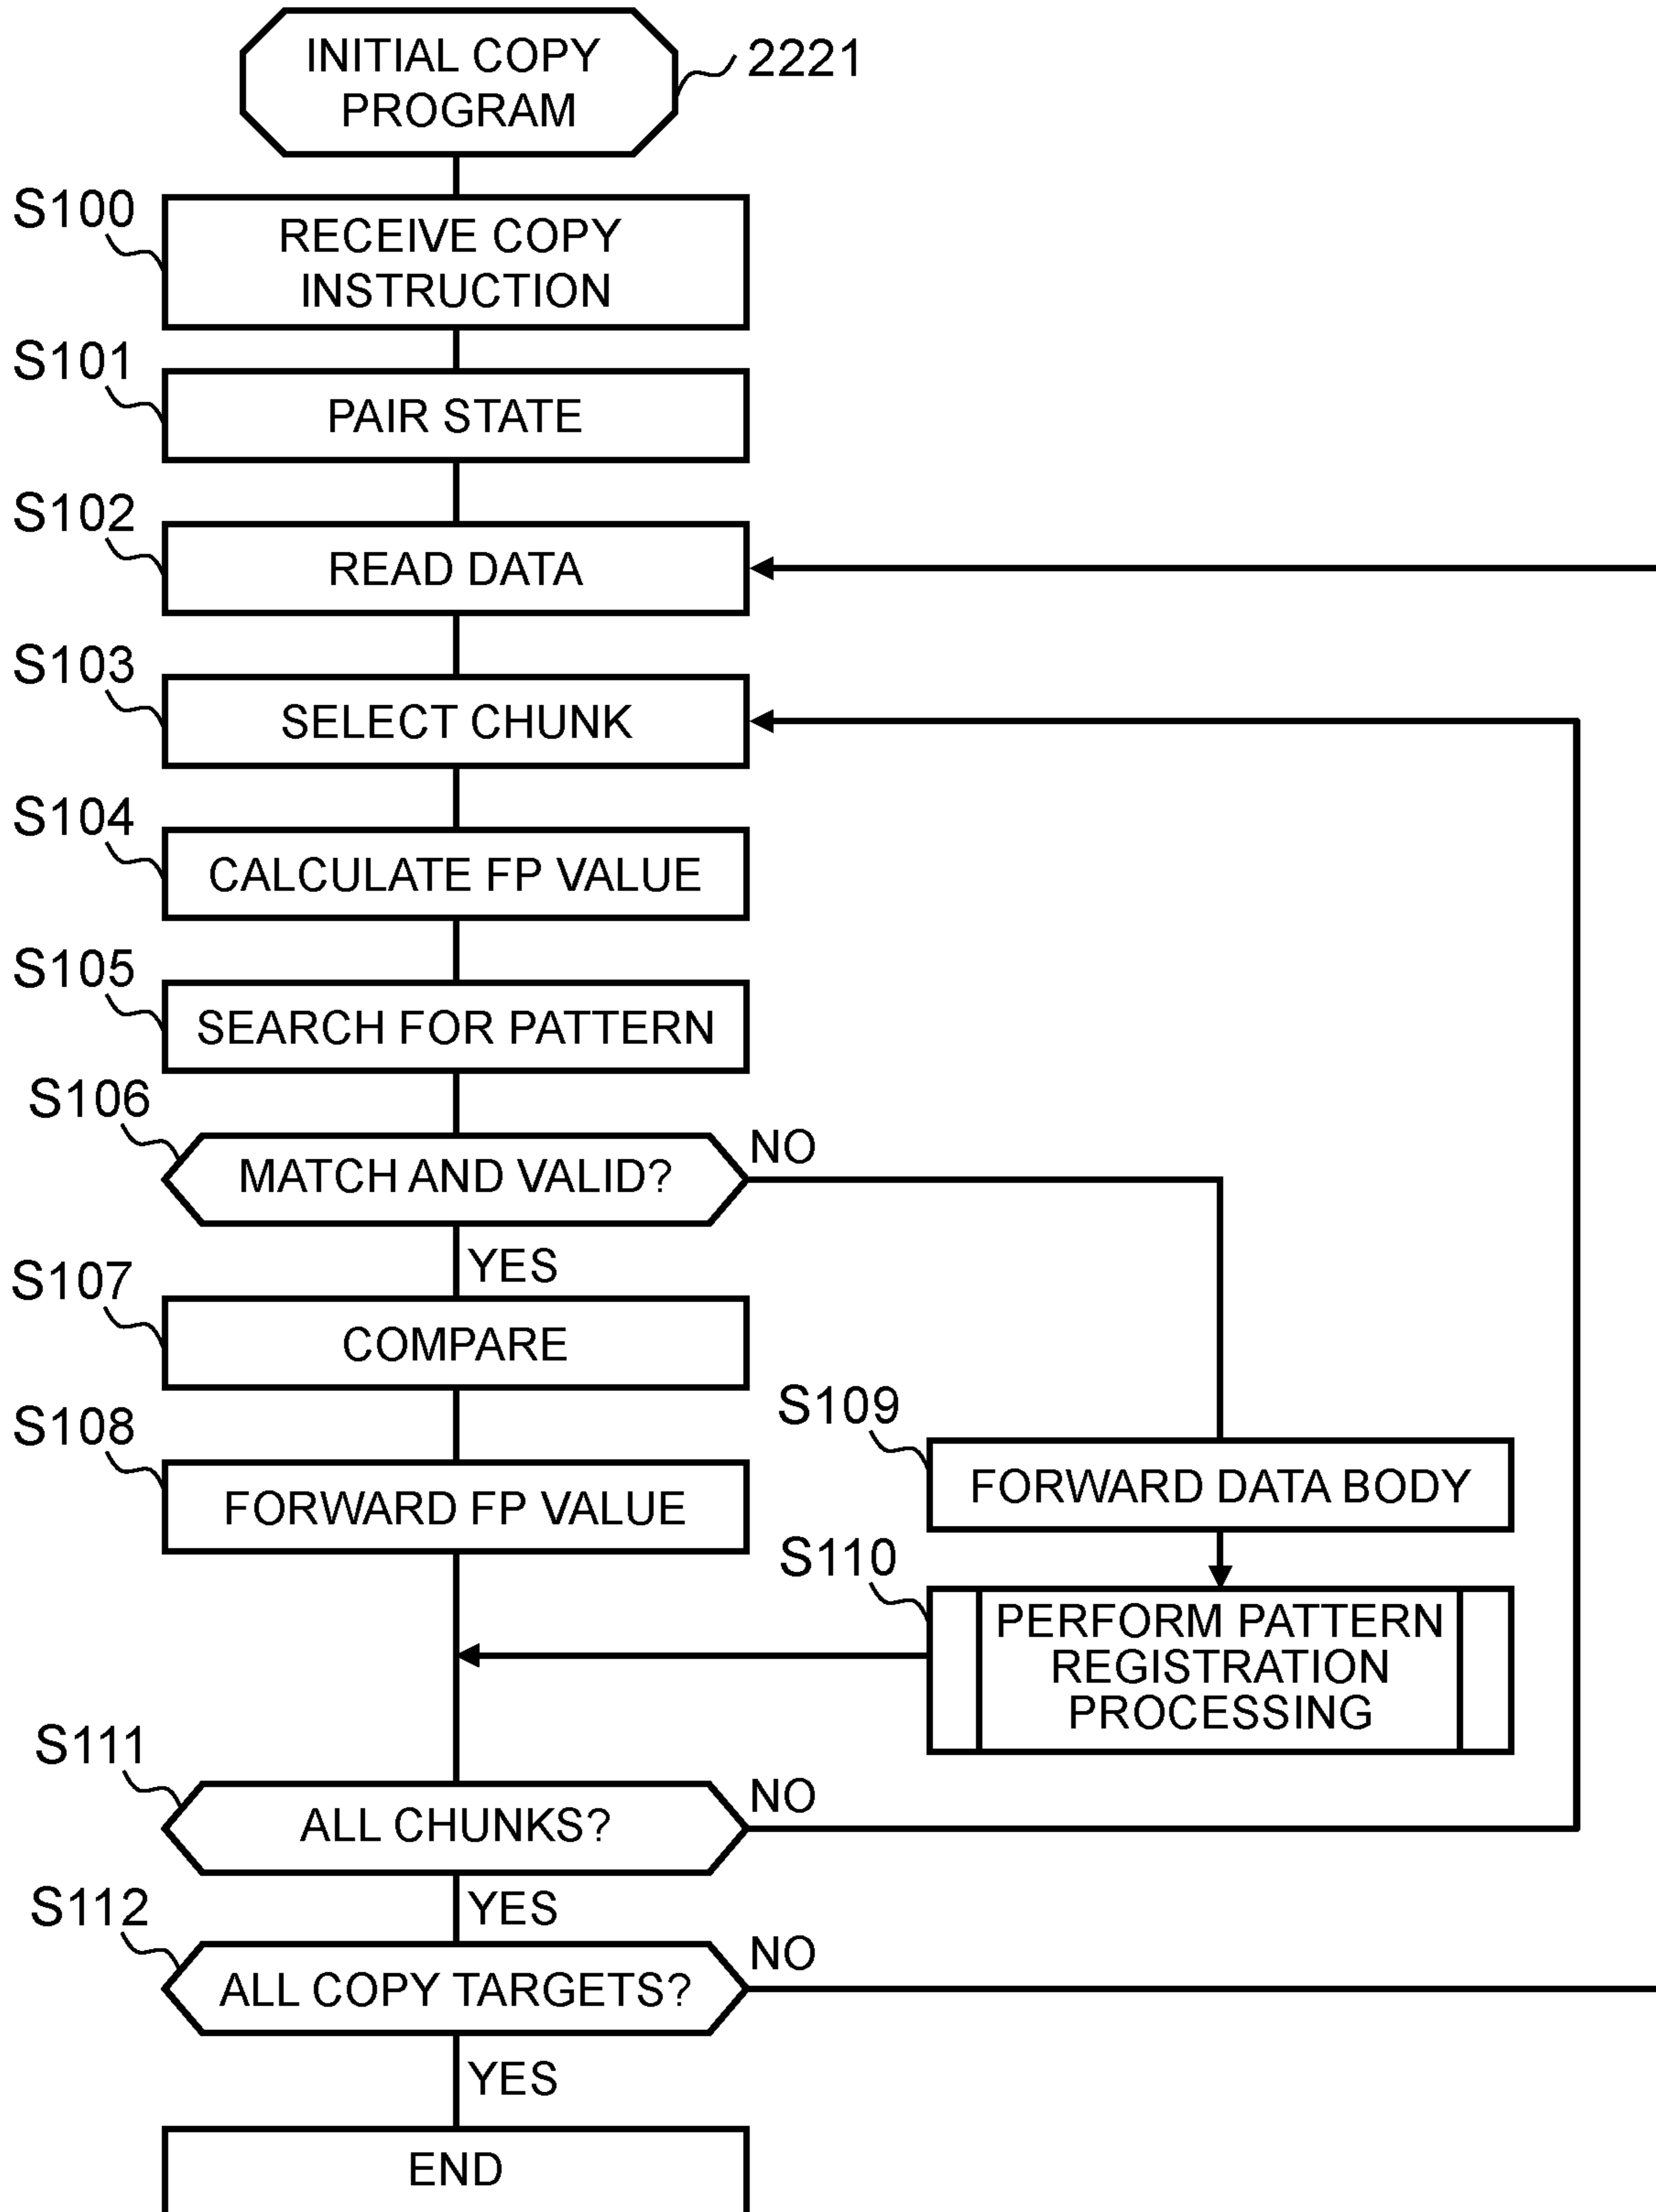 INITIAL COPY
PROGRAM
2221
S100
RECEIVE COPY
INSTRUCTION
S101
PAIR STATE
S102
READ DATA
S103
SELECT CHUNK
S104
CALCULATE FP VALUE
S105
SEARCH FOR PATTERN
S106
MATCH AND VALID?
NO
YES
S107
COMPARE
S108
FORWARD FP VALUE
S109
FORWARD DATA BODY
S110
PERFORM PATTERN
REGISTRATION
PROCESSING
S111
ALL CHUNKS?
NO
YES
S112
ALL COPY TARGETS?
NO
YES
END